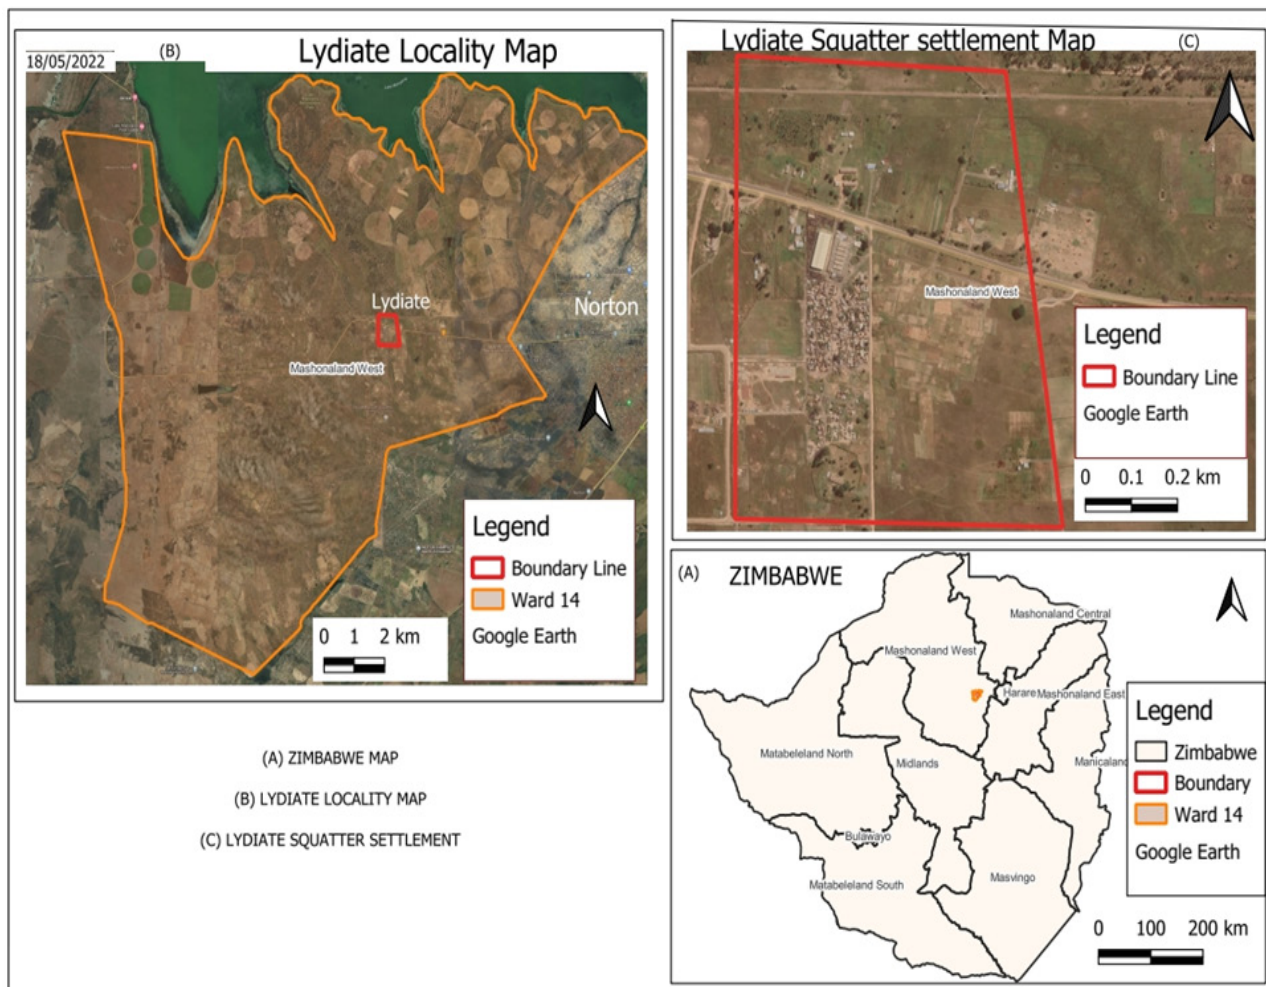 18/05/2022
(B)
Lydiate Locality Map
Lydiate
Norton
Mashonaland West
Legend
Boundary Line
Ward 14
Google Earth
0 1 2 km
Lydiate Squatter settlement Map
(C)
Mashonaland West
Legend
Boundary Line
Google Earth
0 0.1 0.2 km
(A) ZIMBABWE MAP
(B) LYDIATE LOCALITY MAP
(C) LYDIATE SQUATTER SETTLEMENT
(A)
ZIMBABWE
Mashonaland Central
Mashonaland West
Harare
Mashonaland East
Matabeleland North
Midlands
Manicaland
Bulawayo
Matabeleland South
Masvingo
Legend
Zimbabwe
Boundary
Ward 14
Google Earth
0 100 200 km